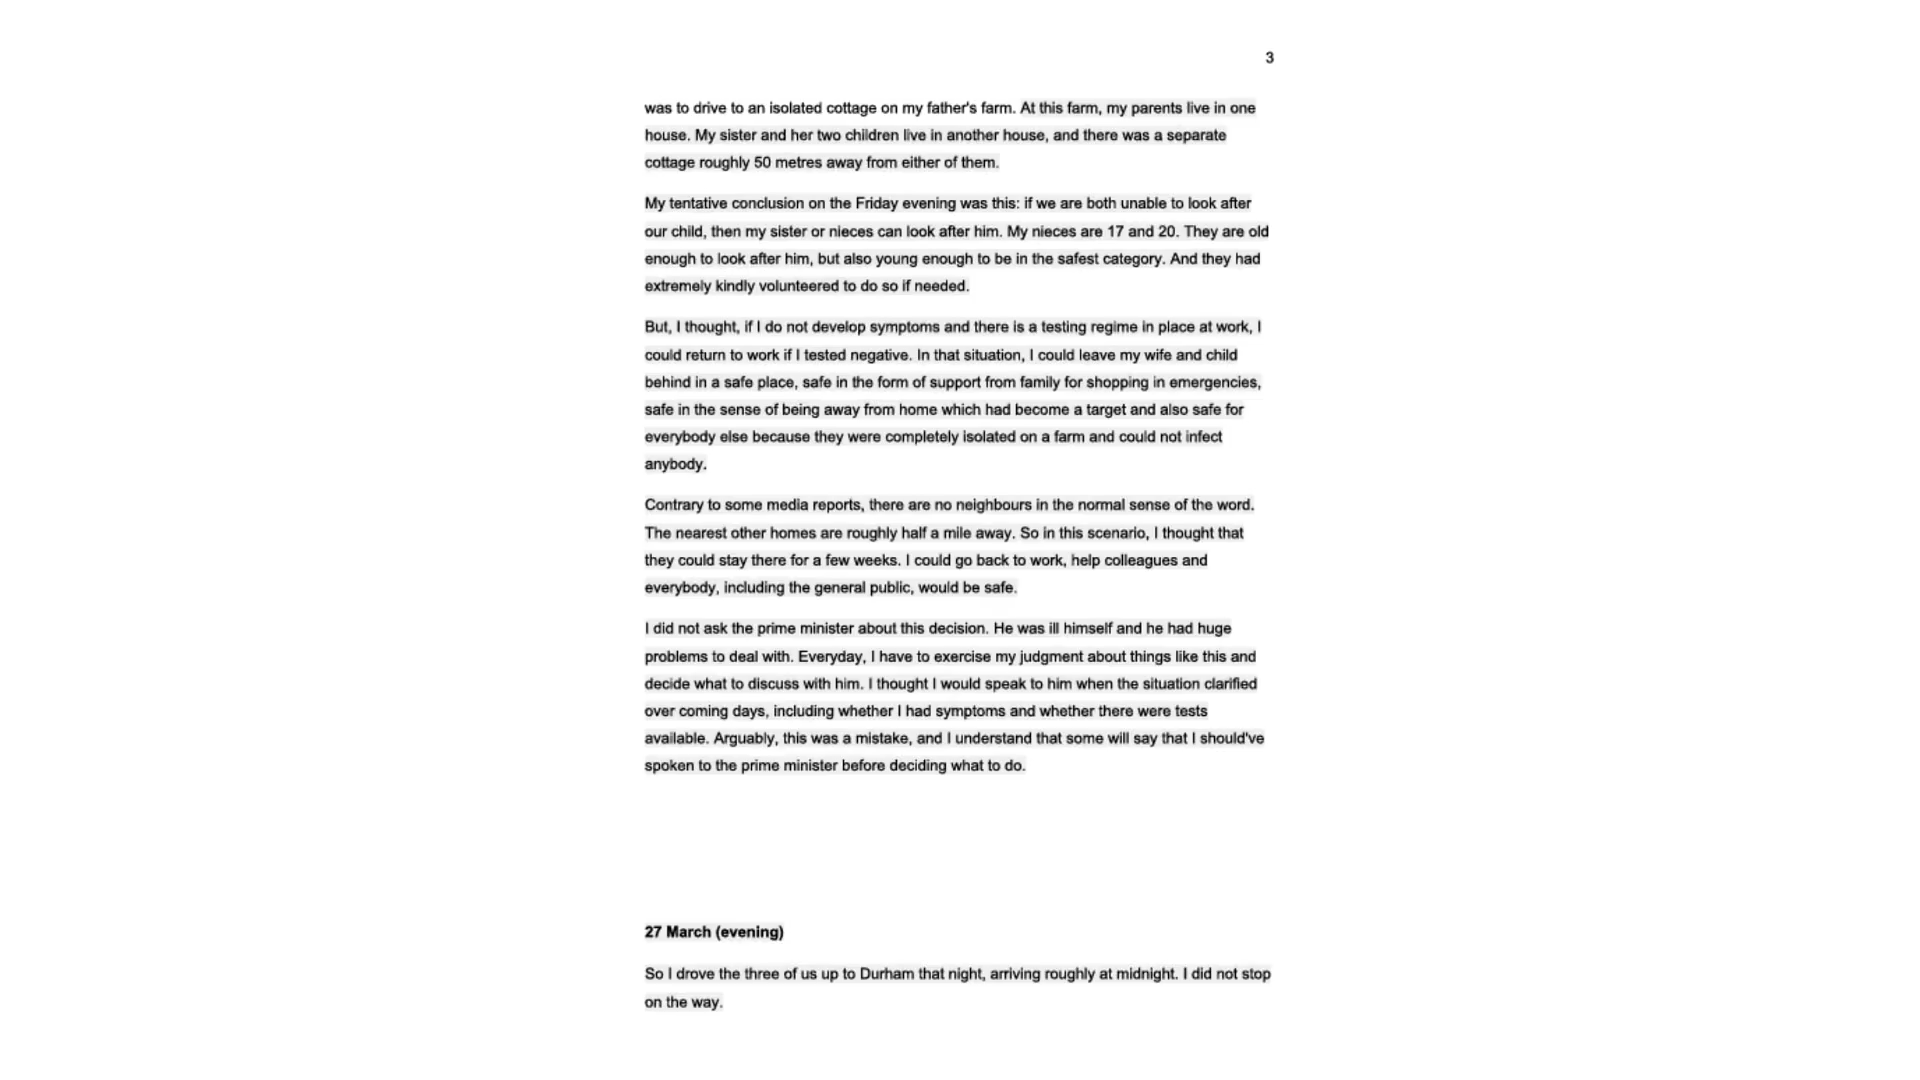 3
was to drive to an isolated cottage on my father's farm. At this farm, my parents live in one
house. My sister and her two children live in another house, and there was a separate
cottage roughly 50 metres away from either of them.
My tentative conclusion on the Friday evening was this: if we are both unable to look after
our child, then my sister or nieces can look after him. My nieces are 17 and 20. They are old
enough to look after him, but also young enough to be in the safest category. And they had
extremely kindly volunteered to do so if needed.
But, I thought, if I do not develop symptoms and there is a testing regime in place at work, I
could return to work if I tested negative. In that situation, I could leave my wife and child
behind in a safe place, safe in the form of support from family for shopping in emergencies,
safe in the sense of being away from home which had become a target and also safe for
everybody else because they were completely isolated on a farm and could not infect
anybody.
Contrary to some media reports, there are no neighbours in the normal sense of the word.
The nearest other homes are roughly half a mile away. So in this scenario, I thought that
they could stay there for a few weeks. I could go back to work, help colleagues and
everybody, including the general public, would be safe.
I did not ask the prime minister about this decision. He was ill himself and he had huge
problems to deal with. Everyday, I have to exercise my judgment about things like this and
decide what to discuss with him. I thought I would speak to him when the situation clarified
over coming days, including whether I had symptoms and whether there were tests
available. Arguably, this was a mistake, and I understand that some will say that I should've
spoken to the prime minister before deciding what to do.
27 March (evening)
So I drove the three of us up to Durham that night, arriving roughly at midnight. I did not stop
on the way.